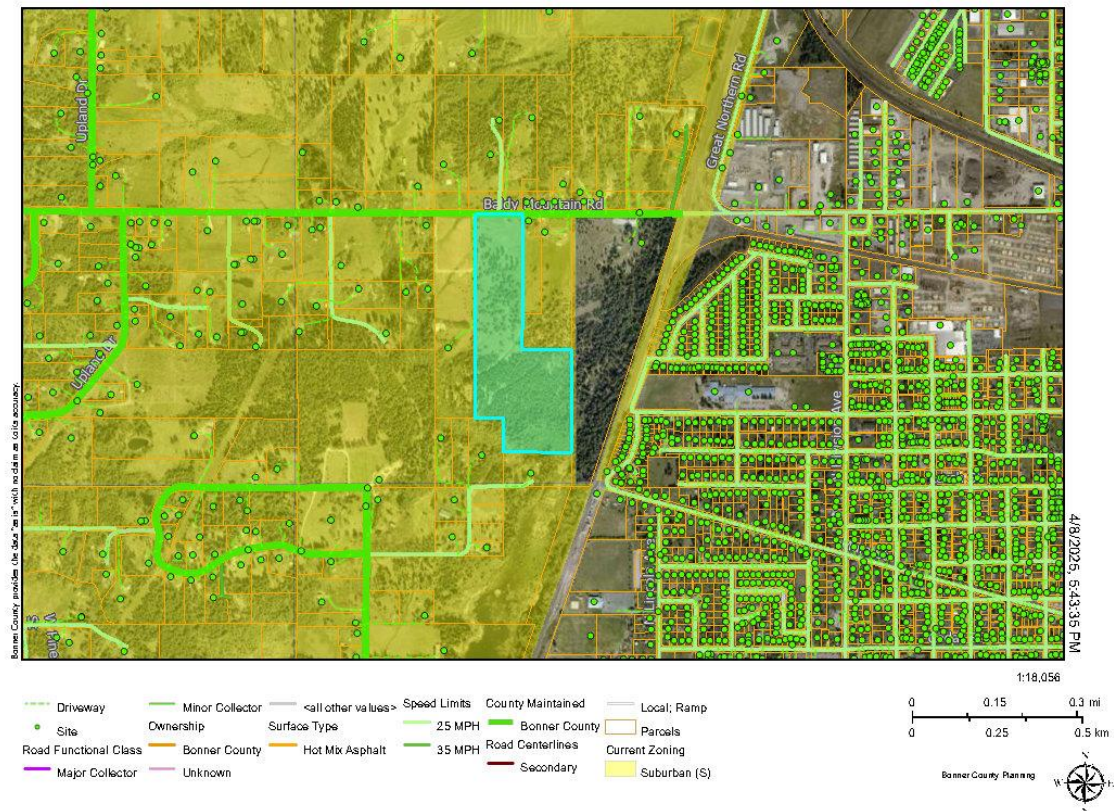 Upland Dr
Great Northern Rd
Baldy Mountain Rd
Upland Dr
Division Ave
Bonner County provides the data "as is" with no claim as to its accuracy.
4/8/2025, 5:43:35 PM
1:18,056
Driveway
Site
Road Functional Class
Major Collector
Minor Collector
Ownership
Bonner County
Unknown
<all other values>
Surface Type
Hot Mix Asphalt
Speed Limits
25 MPH
35 MPH
County Maintained
Bonner County
Road Centerlines
Secondary
Local; Ramp
Parcels
Current Zoning
Suburban (S)
0 0.15 0.3 mi
0 0.25 0.5 km
Bonner County Planning
N
W
E